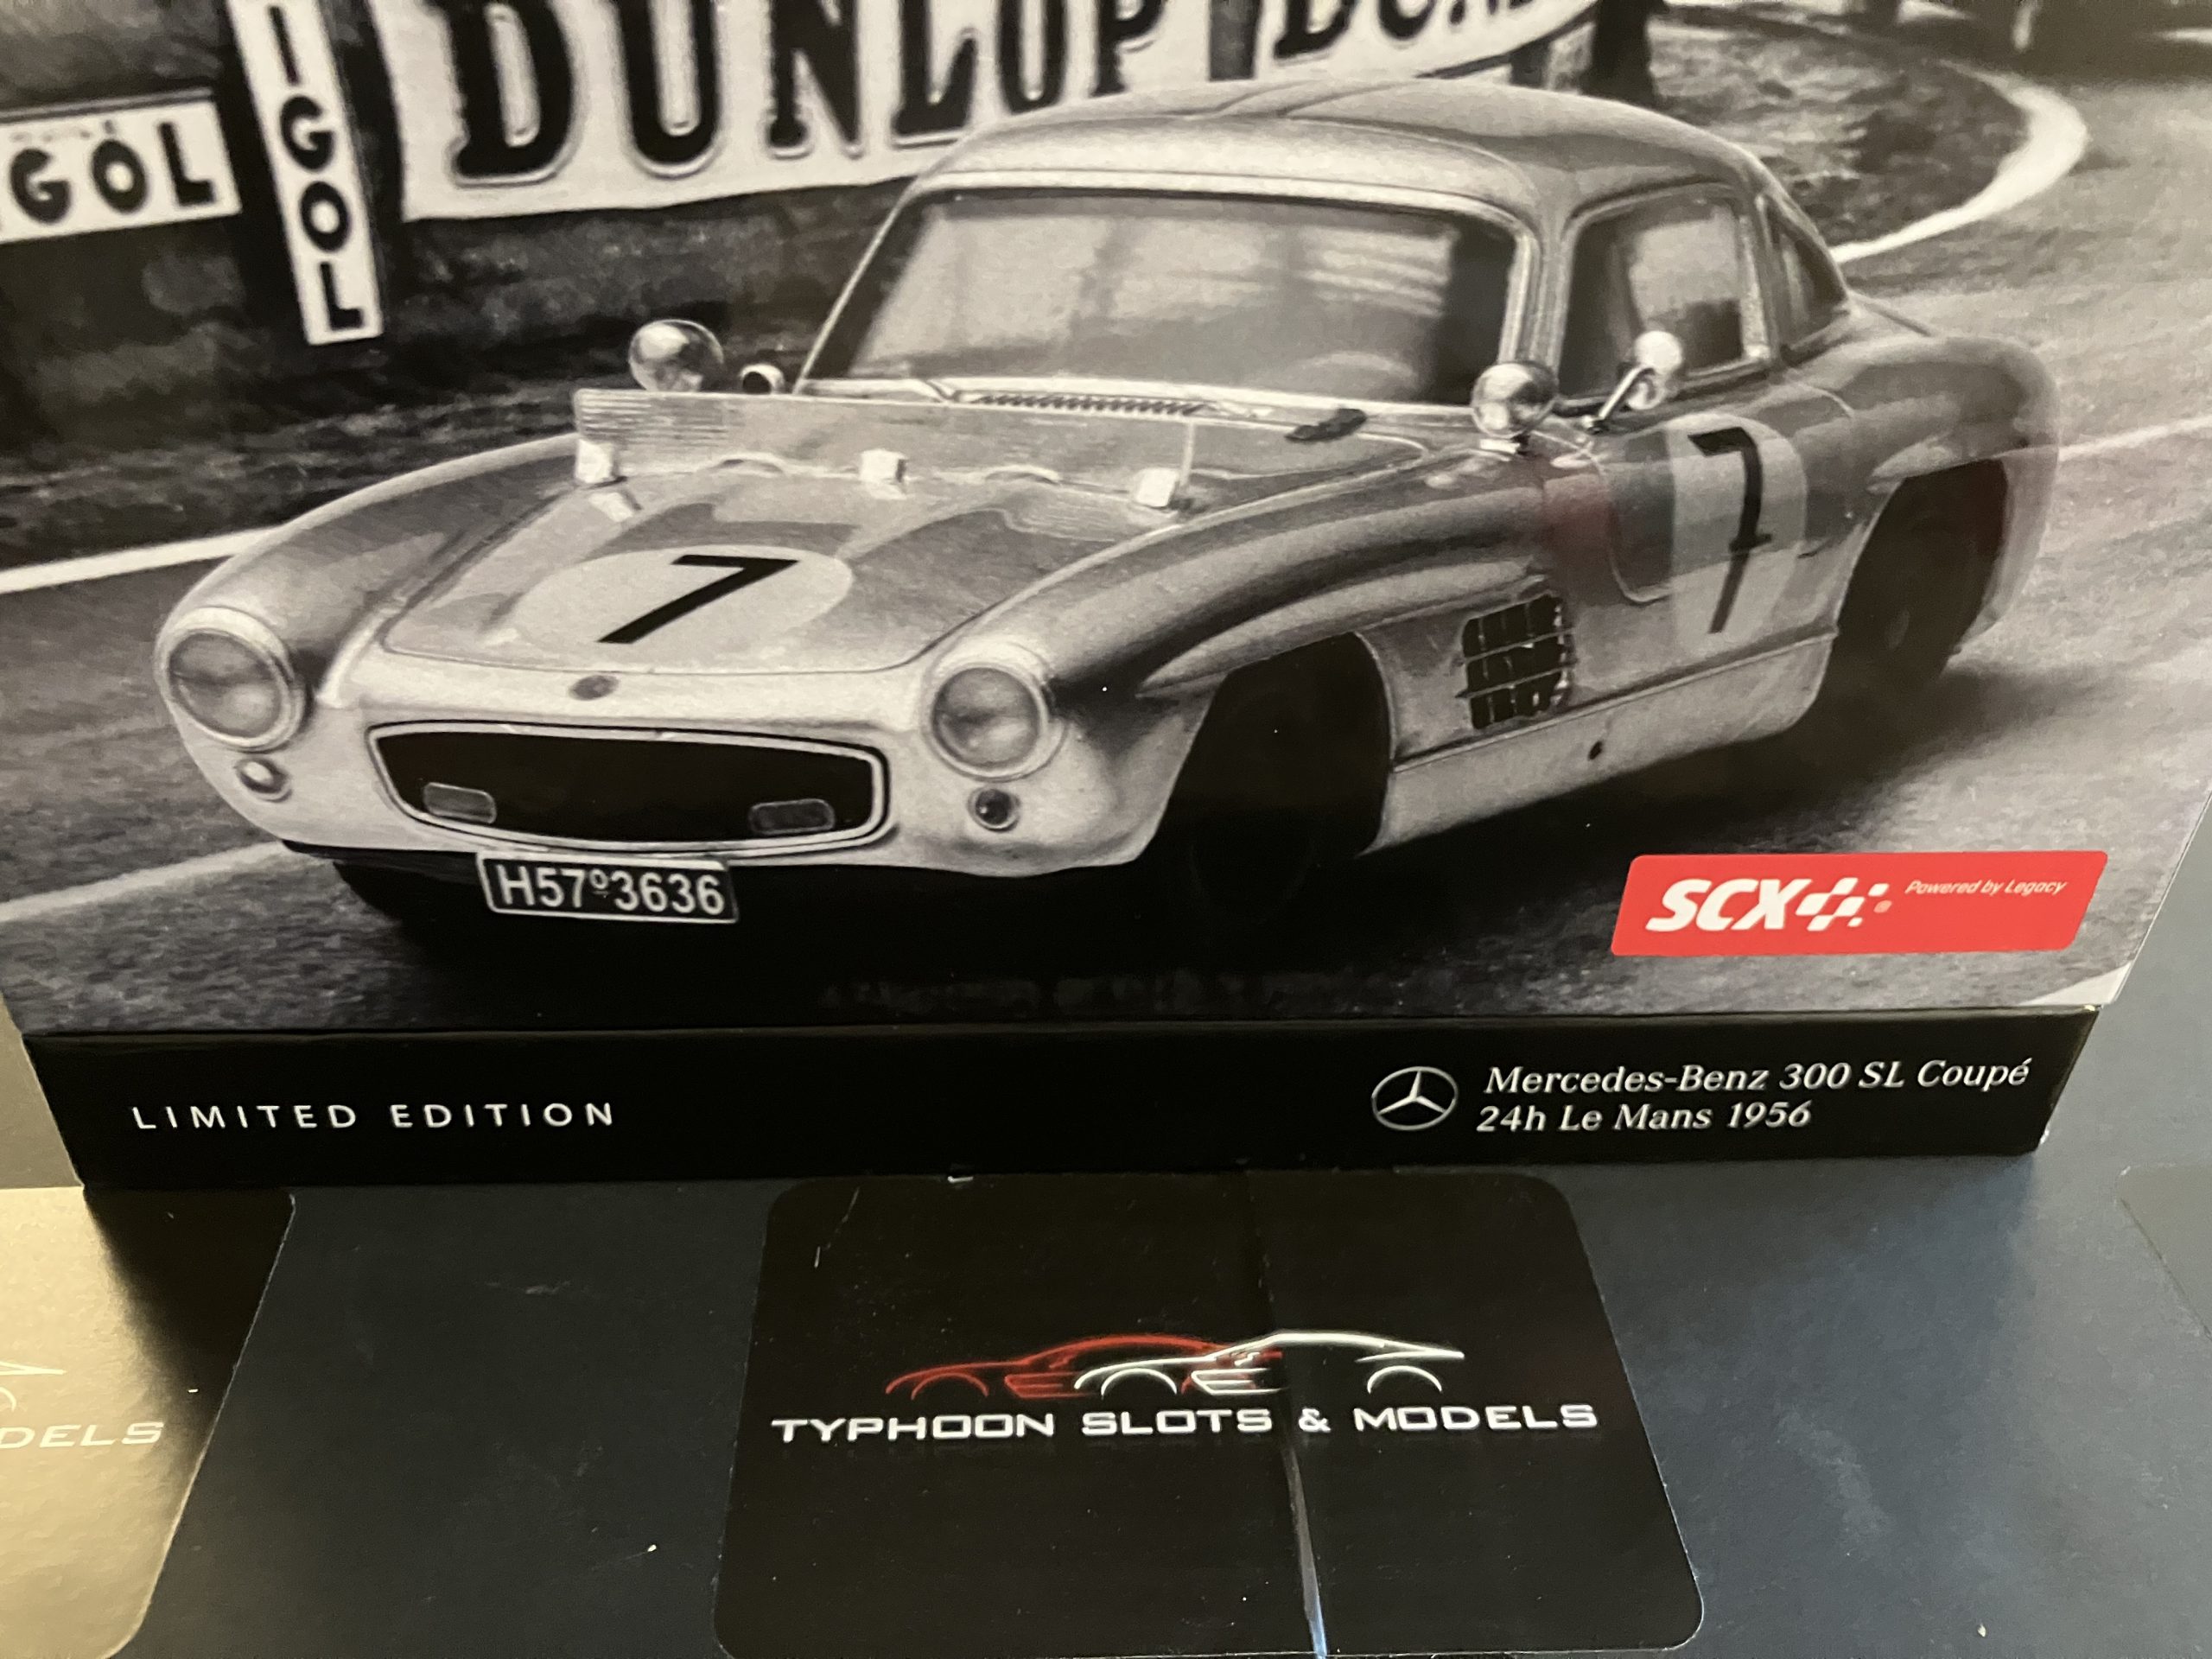 DUNLOP
IGOL
GOL
7
7
H57º3636
SCX Powered by Legacy
LIMITED EDITION
Mercedes-Benz 300 SL Coupé
24h Le Mans 1956
TYPHOON SLOTS & MODELS
DELS